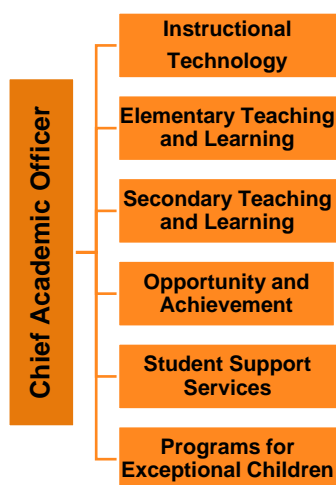 Chief Academic Officer
Instructional
Technology
Elementary Teaching
and Learning
Secondary Teaching
and Learning
Opportunity and
Achievement
Student Support
Services
Programs for
Exceptional Children